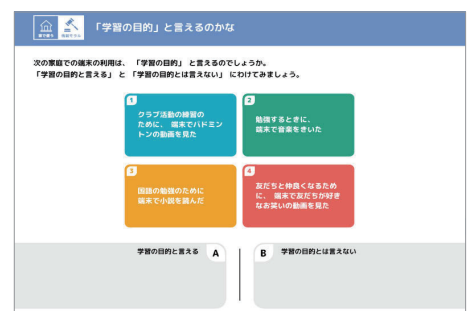 「学習の目的」と言えるのかな
次の家庭での端末の利用は、「学習の目的」と言えるのでしょうか。
「学習の目的と言える」と「学習の目的とは言えない」にわけてみましょう。
1
クラブ活動の練習の
ために、端末でバドミン
トンの動画を見た
2
勉強するときに、
端末で音楽をきいた
3
国語の勉強のために
端末で小説を読んだ
4
友だちと仲良くなるため
に、端末で友だちが好き
なお笑いの動画を見た
学習の目的と言える A
B 学習の目的とは言えない